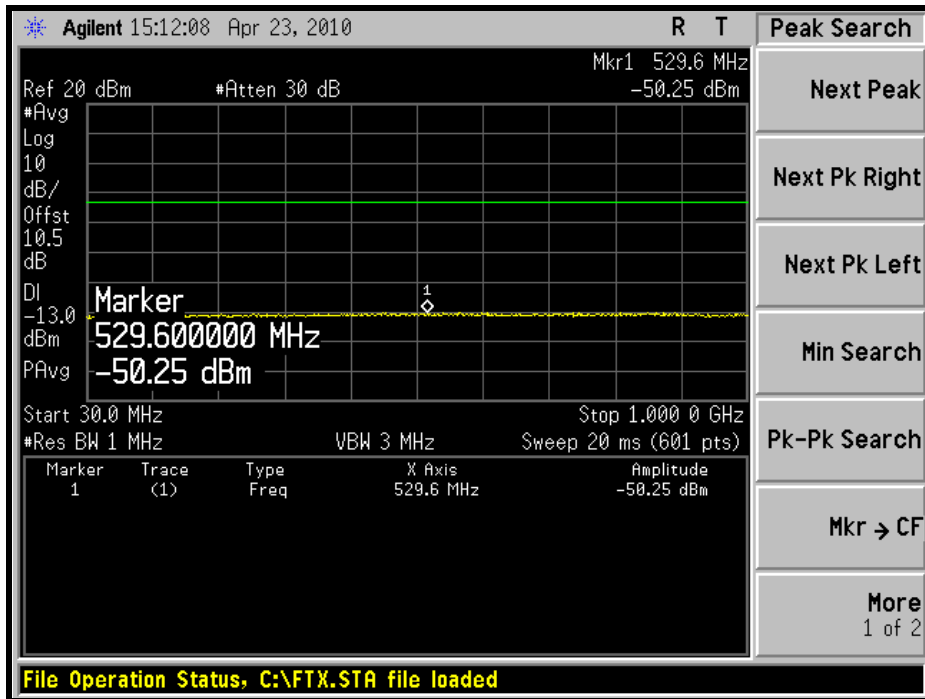 Agilent 15:12:08 Apr 23, 2010 R T
Peak Search
Mkr1 529.6 MHz
Ref 20 dBm #Atten 30 dB -50.25 dBm
#Avg
Log
10
dB/
Offst
10.5
dB
DI
-13.0
dBm
PAvg
1
Marker
529.600000 MHz
-50.25 dBm
Start 30.0 MHz Stop 1.000 0 GHz
#Res BW 1 MHz VBW 3 MHz Sweep 20 ms (601 pts)
Marker Trace Type X Axis Amplitude
1 (1) Freq 529.6 MHz -50.25 dBm
Next Peak
Next Pk Right
Next Pk Left
Min Search
Pk-Pk Search
Mkr → CF
More
1 of 2
File Operation Status, C:\FTX.STA file loaded